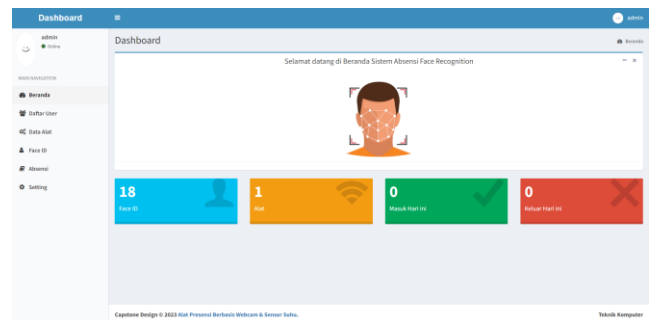 Dashboard
admin
admin
Online
Dashboard
Beranda
MAIN NAVIGATION
Beranda
Daftar User
Data Alat
Face ID
Absensi
Setting
Selamat datang di Beranda Sistem Absensi Face Recognition
18
Face ID
1
Alat
0
Masuk Hari ini
0
Keluar Hari ini
Capstone Design © 2023 Alat Presensi Berbasis Webcam & Sensor Suhu.
Teknik Komputer